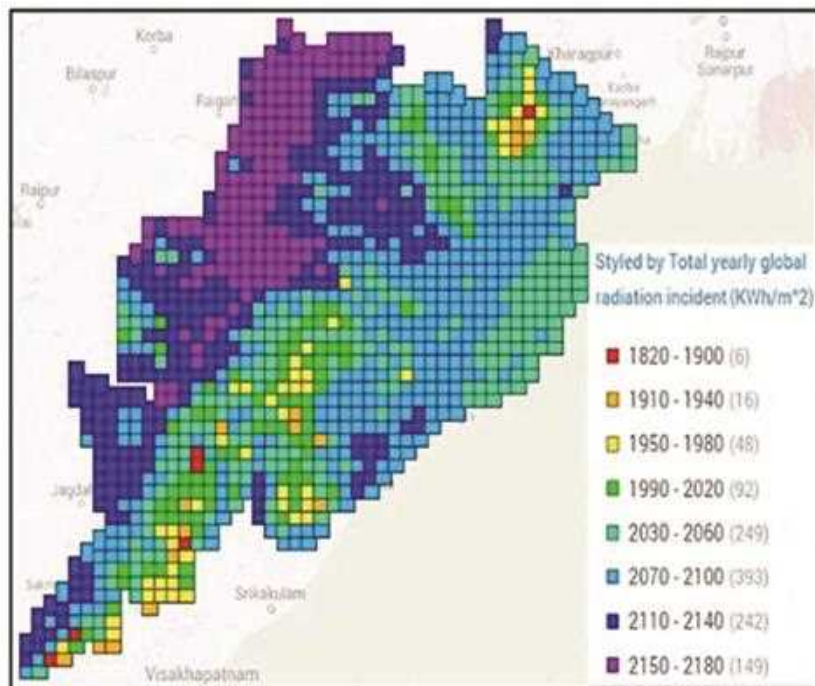 Korba
Kharagpur
Rajpur
Sonarpur
Bilaspur
Raigarh
Raipur
Styled by Total yearly global
radiation incident (KWh/m^2)
1820 - 1900 (6)
1910 - 1940 (16)
1950 - 1980 (48)
1990 - 2020 (92)
2030 - 2060 (249)
2070 - 2100 (393)
2110 - 2140 (242)
2150 - 2180 (149)
Jagdal
Srikakulam
Visakhapatnam